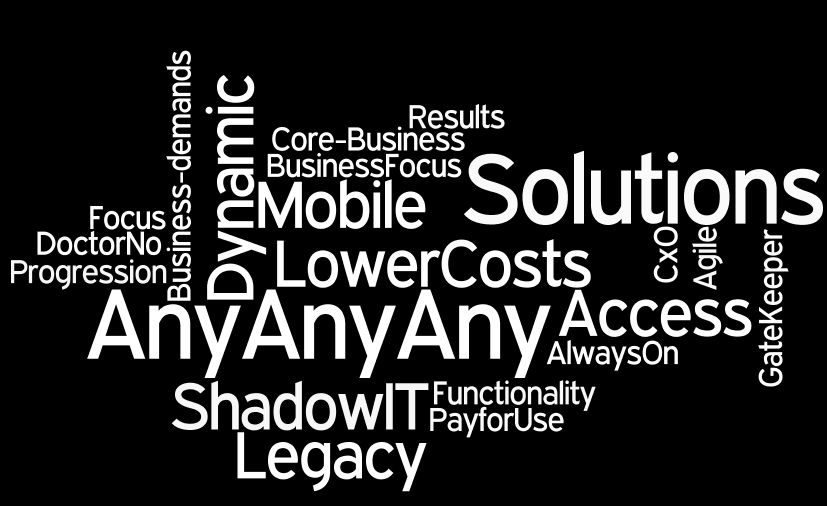 Business-demands
Dynamic
Results
Core-Business
BusinessFocus
Solutions
Mobile
Focus
DoctorNo
Progression
LowerCosts
CxO
Agile
GateKeeper
AnyAnyAny
Access
AlwaysOn
ShadowIT
Functionality
PayforUse
Legacy